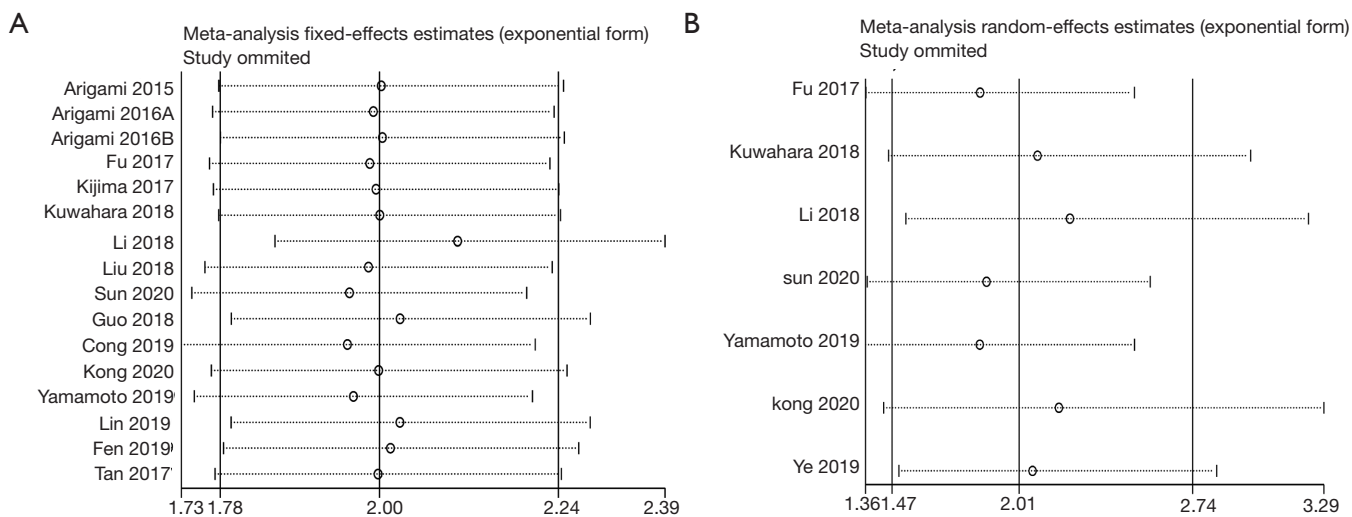 A
Meta-analysis fixed-effects estimates (exponential form)
Study ommited
Arigami 2015
Arigami 2016A
Arigami 2016B
Fu 2017
Kijima 2017
Kuwahara 2018
Li 2018
Liu 2018
Sun 2020
Guo 2018
Cong 2019
Kong 2020
Yamamoto 2019
Lin 2019
Fen 2019
Tan 2017
1.73 1.78 2.00 2.24 2.39
B
Meta-analysis random-effects estimates (exponential form)
Study ommited
Fu 2017
Kuwahara 2018
Li 2018
sun 2020
Yamamoto 2019
kong 2020
Ye 2019
1.36 1.47 2.01 2.74 3.29